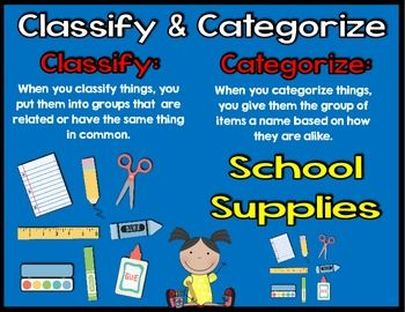 Classify & Categorize
Classify:
When you classify things, you
put them into groups that are
related or have the same thing
in common.
Categorize:
When you categorize things,
you give them the group of
items a name based on how
they are alike.
School
Supplies
GLUE